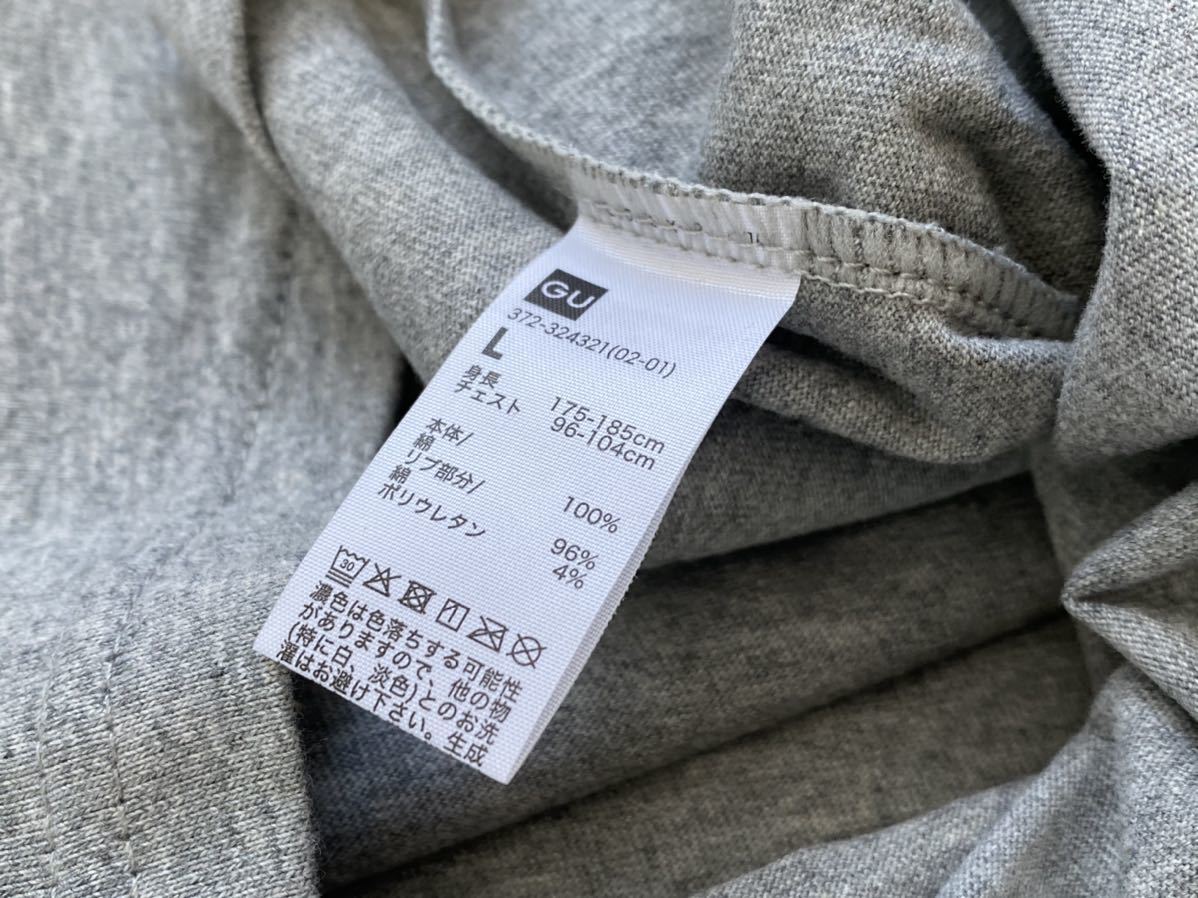 GU
372-324321(02-01)
L
身長 175-185cm
チェスト 96-104cm
本体/
綿 100%
リブ部分/
綿 96%
ポリウレタン 4%
30
濃色は色落ちする可能性
がありますので、他の物
(特に白、淡色)とのお洗
濯はお避け下さい。生成